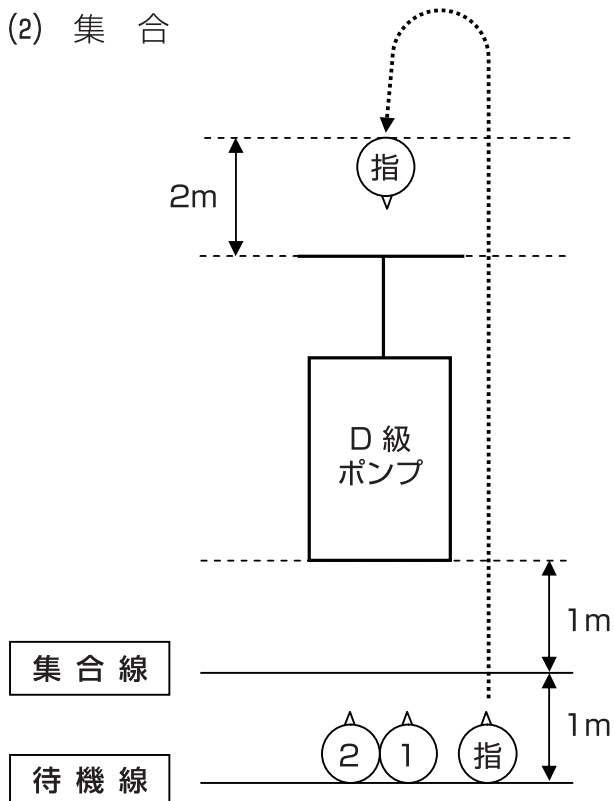 (2) 集 合
指
2m
D 級
ポンプ
1m
集 合 線
1m
2 1 指
待 機 線